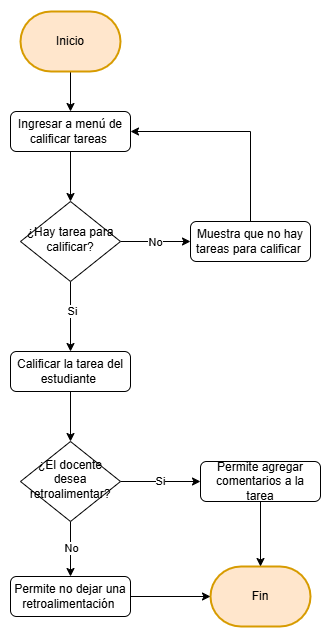 Inicio
Ingresar a menú de
calificar tareas
¿Hay tarea para
calificar?
No
Muestra que no hay
tareas para calificar
Si
Calificar la tarea del
estudiante
¿El docente
desea
retroalimentar?
Si
Permite agregar
comentarios a la
tarea
No
Permite no dejar una
retroalimentación
Fin